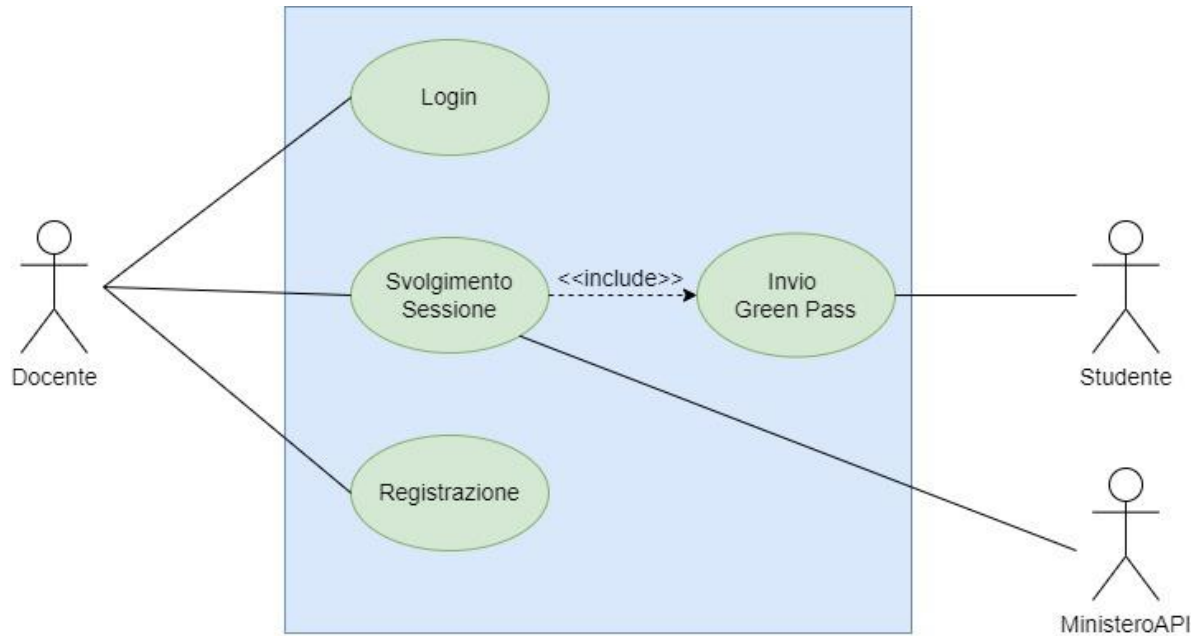 Login
Svolgimento
Sessione
<<include>>
Invio
Green Pass
Docente
Studente
Registrazione
MinisteroAPI